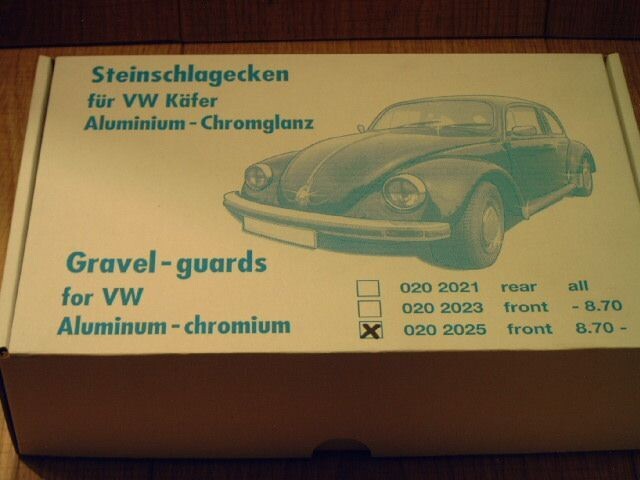 Steinschlagecken
für VW Käfer
Aluminium-Chromglanz
Gravel-guards
for VW
Aluminum-chromium
020 2021 rear all
020 2023 front - 8.70
020 2025 front 8.70 -